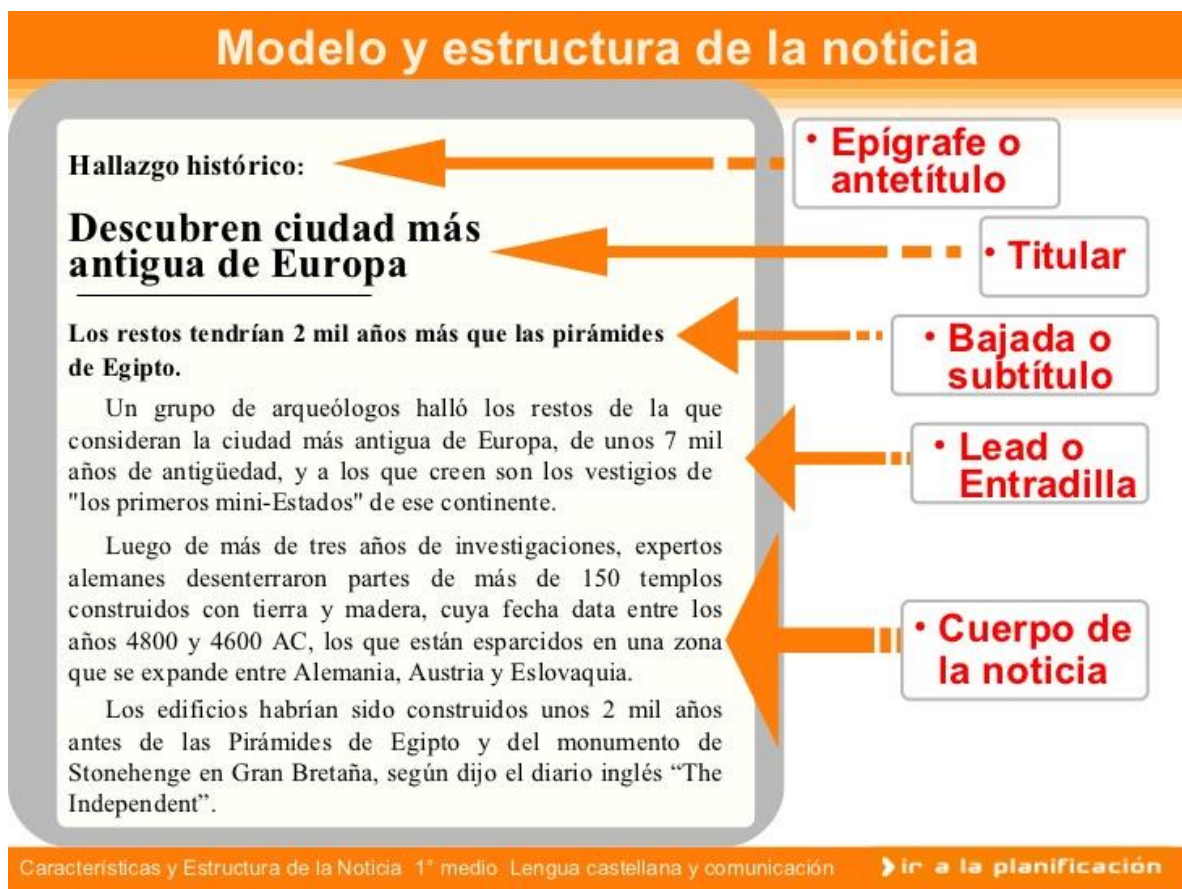 Modelo y estructura de la noticia
Hallazgo histórico:
• Epígrafe o
antetítulo
Descubren ciudad más
antigua de Europa
• Titular
Los restos tendrían 2 mil años más que las pirámides
de Egipto.
• Bajada o
subtítulo
Un grupo de arqueólogos halló los restos de la que
consideran la ciudad más antigua de Europa, de unos 7 mil
años de antigüedad, y a los que creen son los vestigios de
"los primeros mini-Estados" de ese continente.
• Lead o
Entradilla
Luego de más de tres años de investigaciones, expertos
alemanes desenterraron partes de más de 150 templos
construidos con tierra y madera, cuya fecha data entre los
años 4800 y 4600 AC, los que están esparcidos en una zona
que se expande entre Alemania, Austria y Eslovaquia.
Los edificios habrían sido construidos unos 2 mil años
antes de las Pirámides de Egipto y del monumento de
Stonehenge en Gran Bretaña, según dijo el diario inglés “The
Independent”.
• Cuerpo de
la noticia
Características y Estructura de la Noticia 1° medio Lengua castellana y comunicación
ir a la planificación